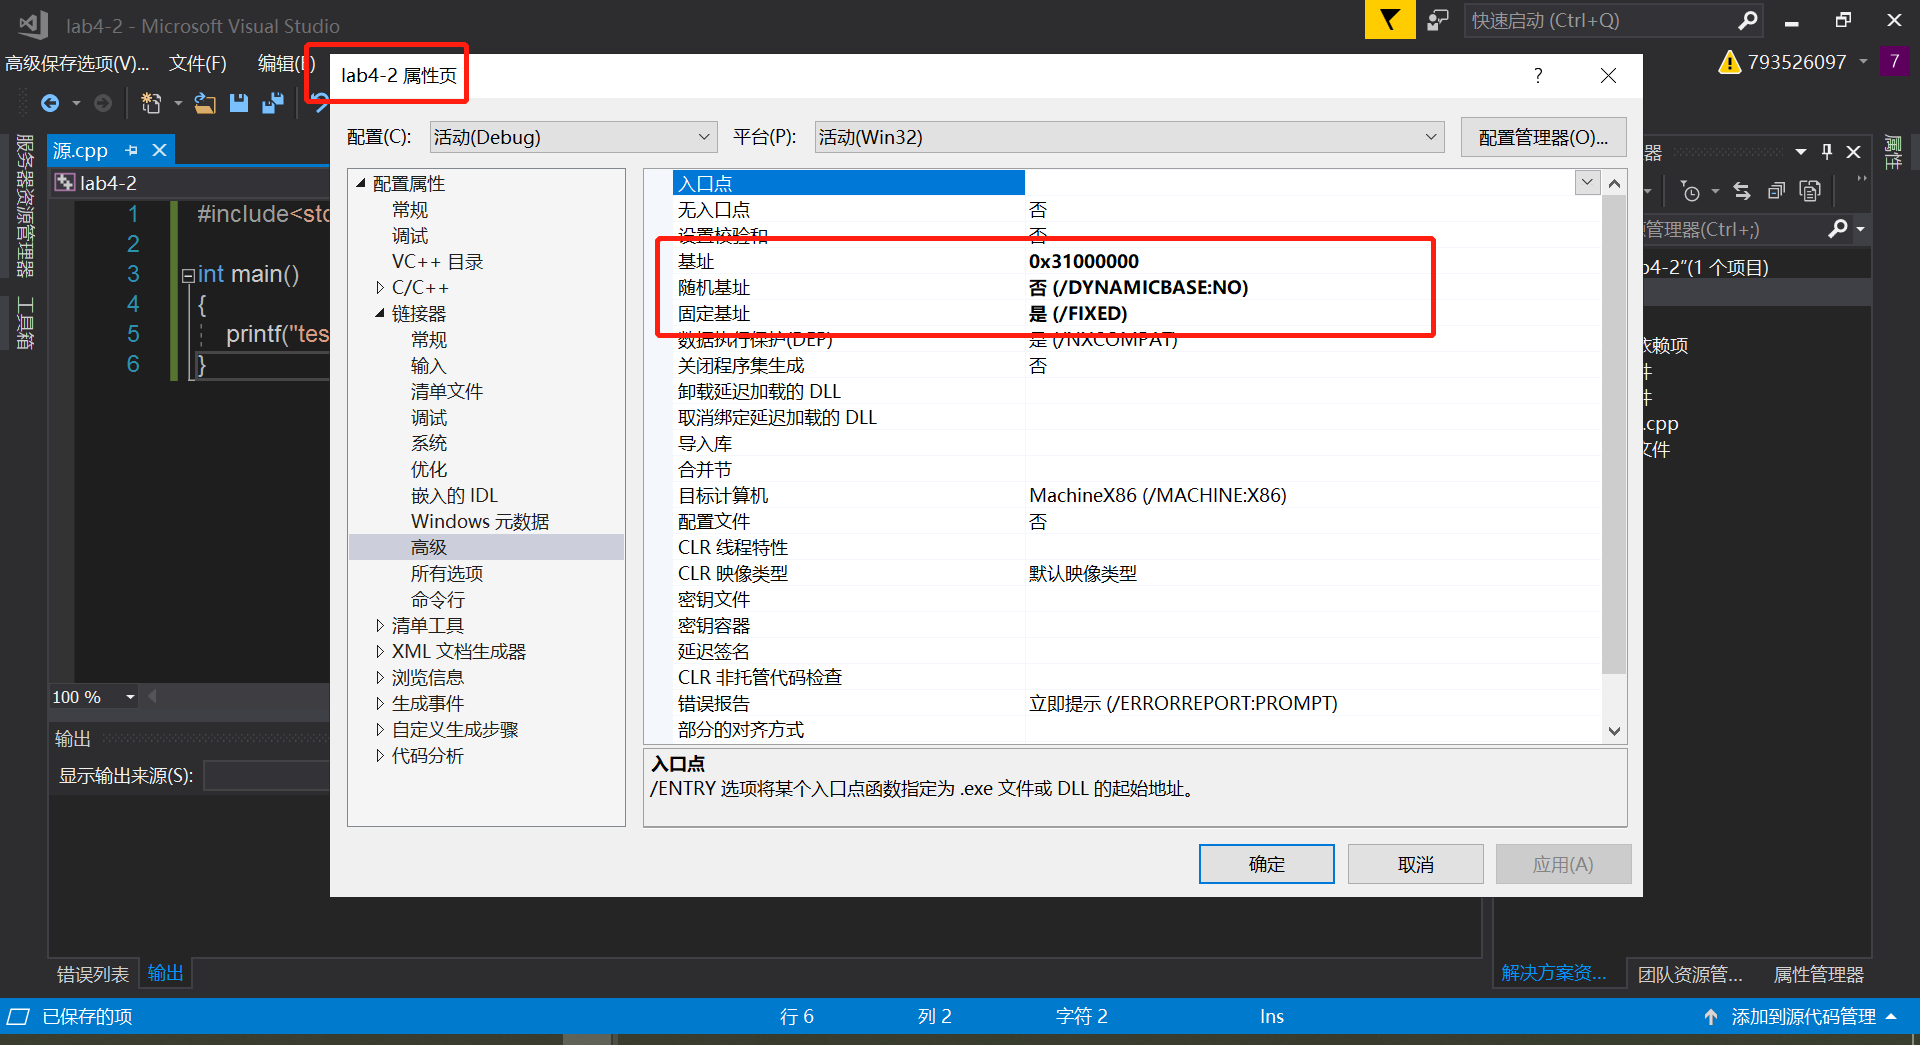 lab4-2 - Microsoft Visual Studio
快速启动 (Ctrl+Q)
高级保存选项(V)...
文件(F)
编辑(E)
793526097
7
lab4-2 属性页
?
配置(C):
活动(Debug)
平台(P):
活动(Win32)
配置管理器(O)...
服务器资源管理器
工具箱
源.cpp
lab4-2
1 #include<std
2
3 int main()
4 {
5 printf("tes
6 }
100 %
输出
显示输出来源(S):
配置属性
常规
调试
VC++ 目录
C/C++
链接器
常规
输入
清单文件
调试
系统
优化
嵌入的 IDL
Windows 元数据
高级
所有选项
命令行
清单工具
XML 文档生成器
浏览信息
生成事件
自定义生成步骤
代码分析
入口点
无入口点 否
设置校验和 否
基址 0x31000000
随机基址 否 (/DYNAMICBASE:NO)
固定基址 是 (/FIXED)
数据执行保护(DEP) 是 (/NXCOMPAT)
关闭程序集生成 否
卸载延迟加载的 DLL
取消绑定延迟加载的 DLL
导入库
合并节
目标计算机 MachineX86 (/MACHINE:X86)
配置文件 否
CLR 线程特性
CLR 映像类型 默认映像类型
密钥文件
密钥容器
延迟签名
CLR 非托管代码检查
错误报告 立即提示 (/ERRORREPORT:PROMPT)
部分的对齐方式
入口点
/ENTRY 选项将某个入口点函数指定为 .exe 文件或 DLL 的起始地址。
确定
取消
应用(A)
器
管理器(Ctrl+;)
4-2"(1 个项目)
依赖项
件
件
.cpp
文件
属性
错误列表
输出
解决方案资...
团队资源管...
属性管理器
已保存的项
行 6
列 2
字符 2
Ins
添加到源代码管理